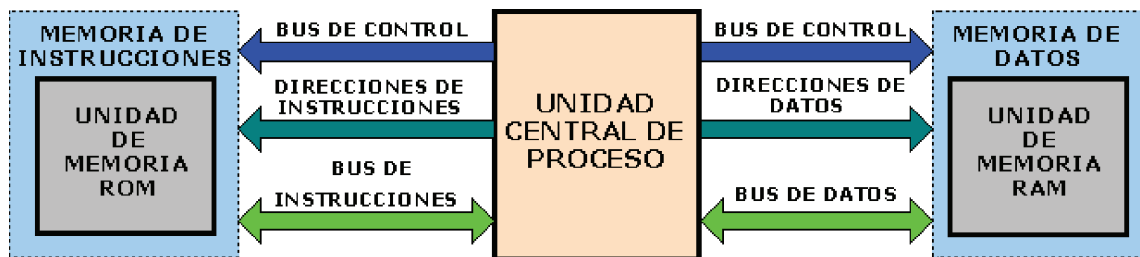 MEMORIA DE
INSTRUCCIONES
UNIDAD
DE
MEMORIA
ROM
BUS DE CONTROL
DIRECCIONES DE
INSTRUCCIONES
BUS DE
INSTRUCCIONES
UNIDAD
CENTRAL DE
PROCESO
BUS DE CONTROL
DIRECCIONES
DE
DATOS
BUS DE DATOS
MEMORIA DE
DATOS
UNIDAD
DE
MEMORIA
RAM